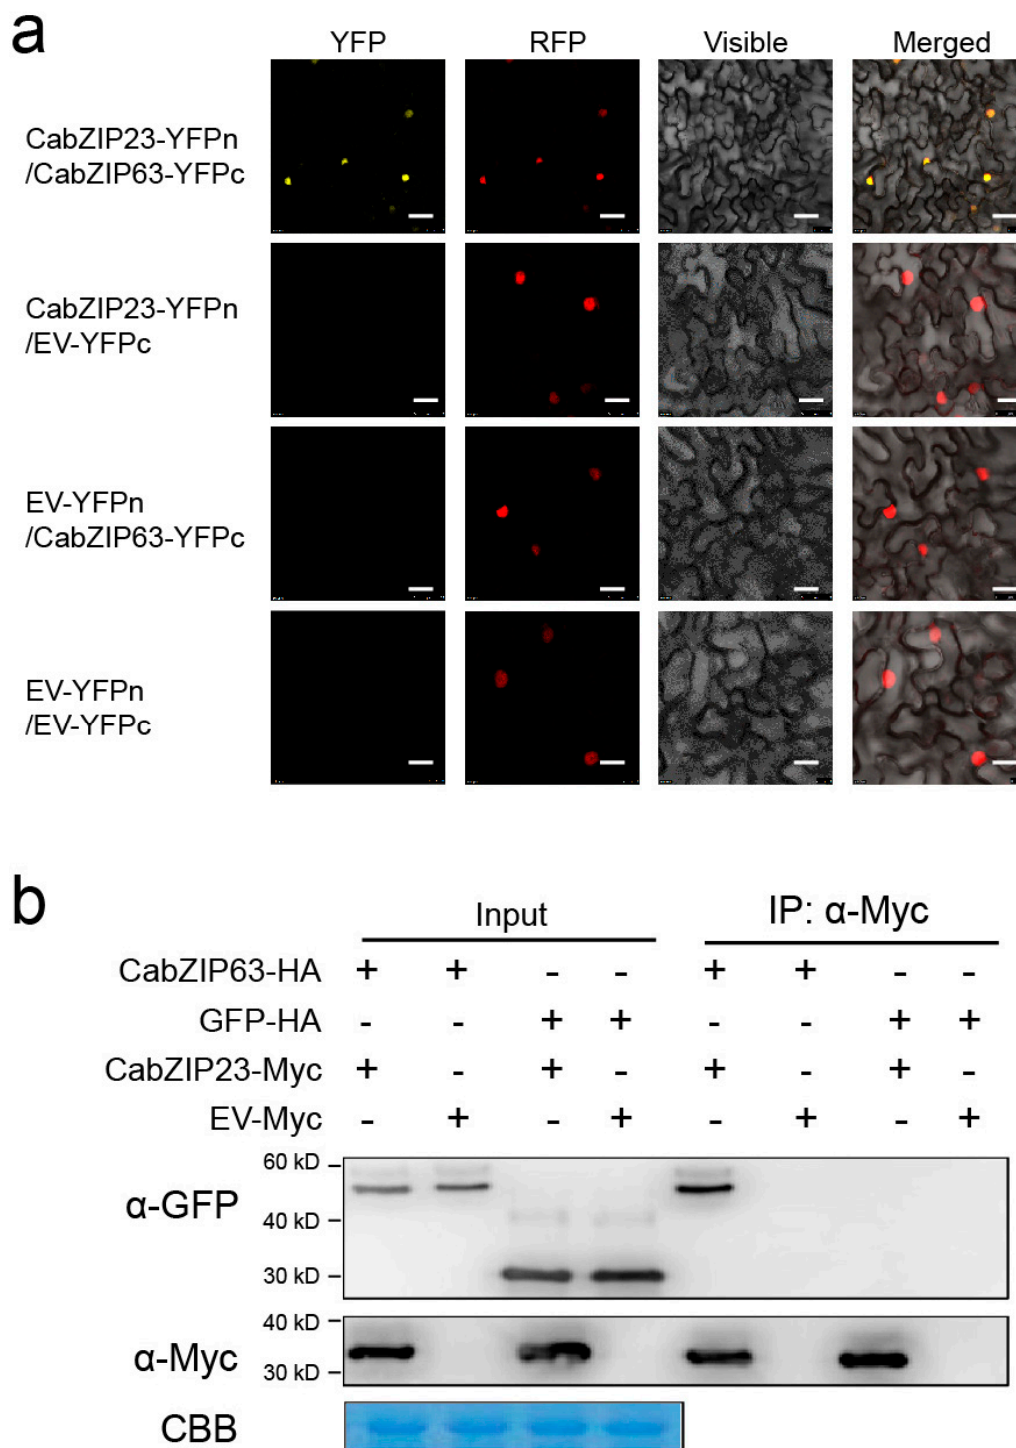 a
YFP RFP Visible Merged
CabZIP23-YFPn
/CabZIP63-YFPc
CabZIP23-YFPn
/EV-YFPc
EV-YFPn
/CabZIP63-YFPc
EV-YFPn
/EV-YFPc
b
Input IP: α-Myc
CabZIP63-HA + + - - + + - -
GFP-HA - - + + - - + +
CabZIP23-Myc + - + - + - + -
EV-Myc - + - + - + - +
α-GFP
60 kD
40 kD
30 kD
α-Myc
40 kD
30 kD
CBB